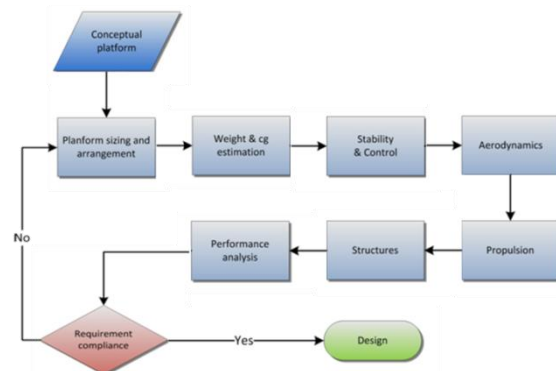 Conceptual
platform
Planform sizing and
arrangement
Weight & cg
estimation
Stability
& Control
Aerodynamics
No
Performance
analysis
Structures
Propulsion
Requirement
compliance
Yes
Design